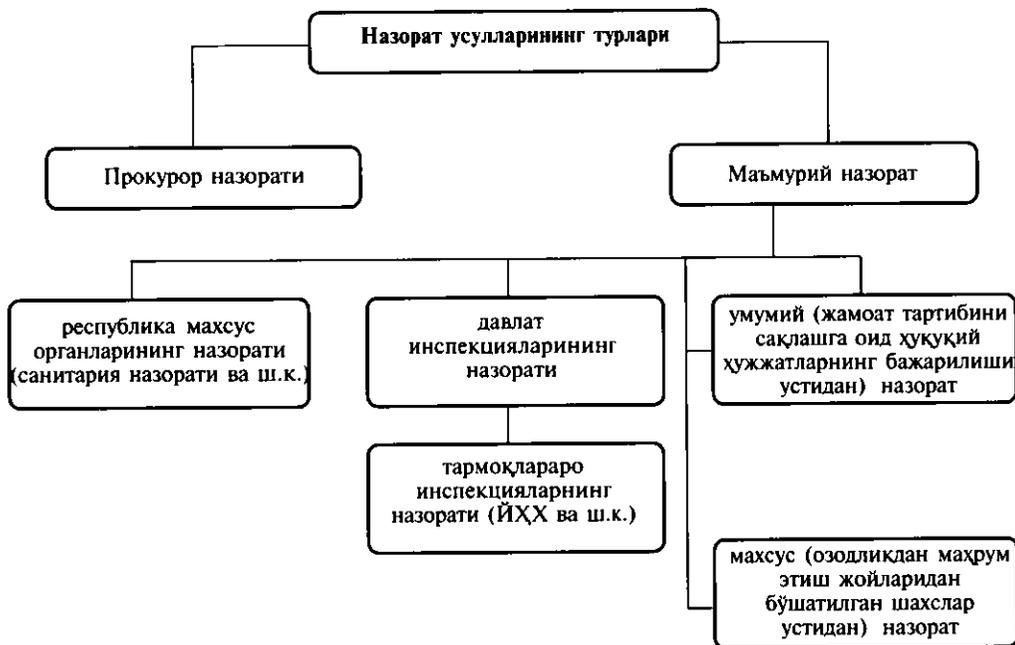 Назорат усулларининг турлари
Прокурор назорати
Маъмурий назорат
республика махсус
органларининг назорати
(санитария назорати ва ш.к.)
давлат
инспекцияларининг
назорати
умумий (жамоат тартибини
сақлашга оид ҳуқуқий
ҳужжатларнинг бажарилиши
устидан) назорат
тармоқлараро
инспекцияларнинг
назорати (ЙҲХ ва ш.к.)
махсус (озодликдан маҳрум
этиш жойларидан
бўшатилган шахслар
устидан) назорат